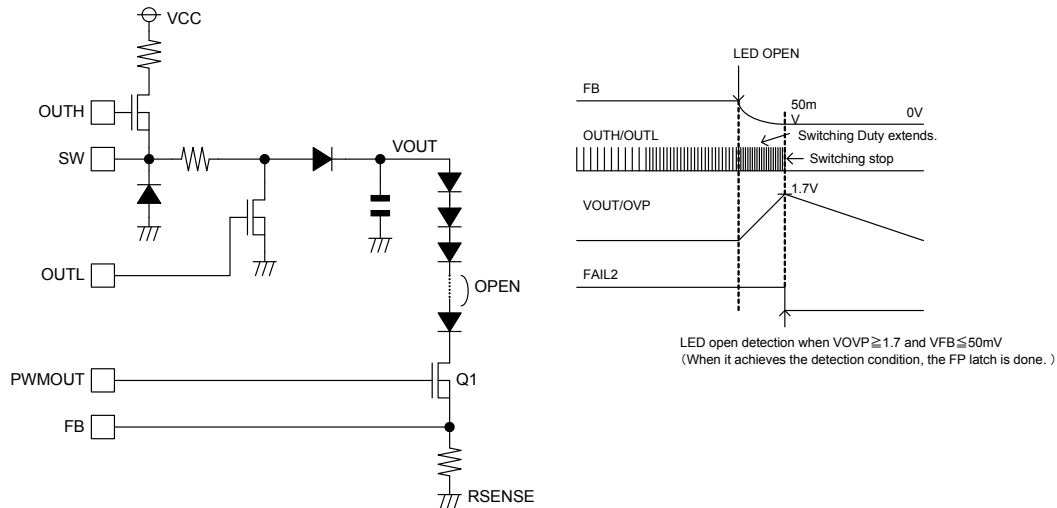 VCC
OUTH
SW
VOUT
OUTL
OPEN
PWMOUT
Q1
FB
RSENSE
LED OPEN
FB
50m
V
0V
OUTH/OUTL
Switching Duty extends.
Switching stop
VOUT/OVP
1.7V
FAIL2
LED open detection when VOVP≧1.7 and VFB≦50mV
(When it achieves the detection condition, the FP latch is done. )